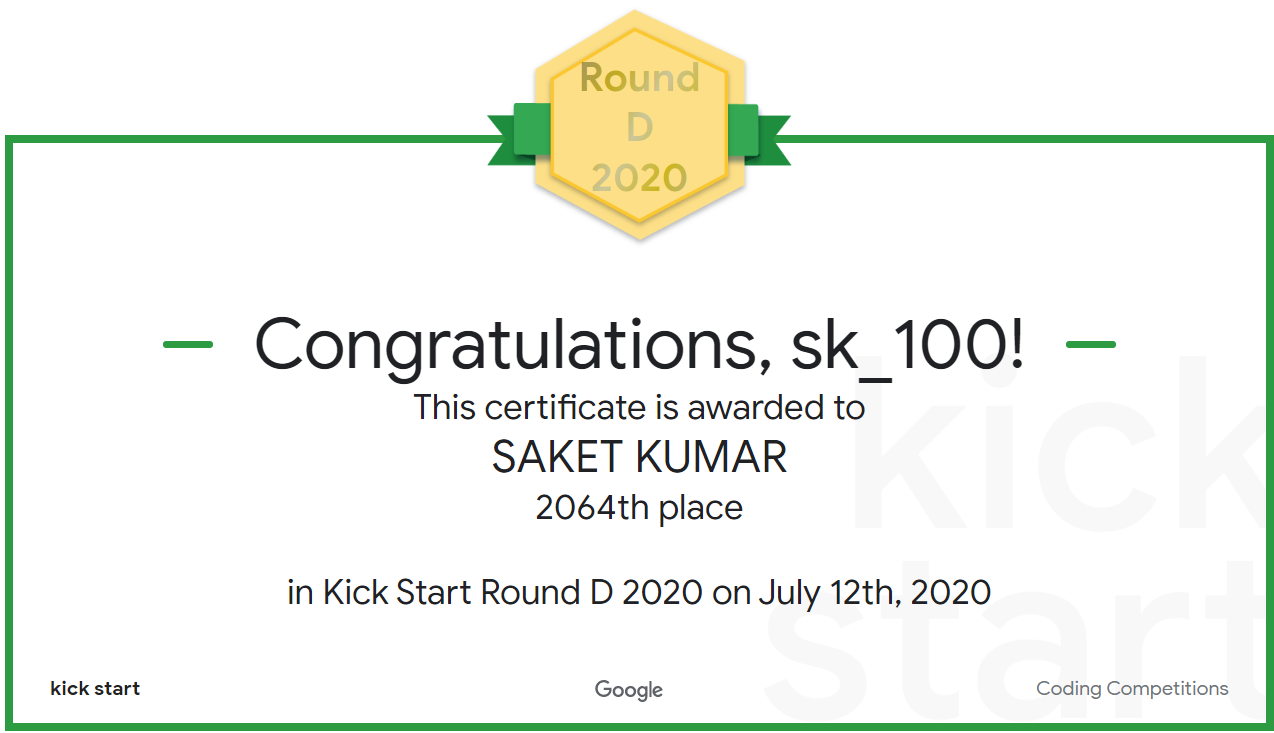 Round
D
2020
Congratulations, sk_100!
This certificate is awarded to
SAKET KUMAR
2064th place
in Kick Start Round D 2020 on July 12th, 2020
kick
start
kick start
Google
Coding Competitions